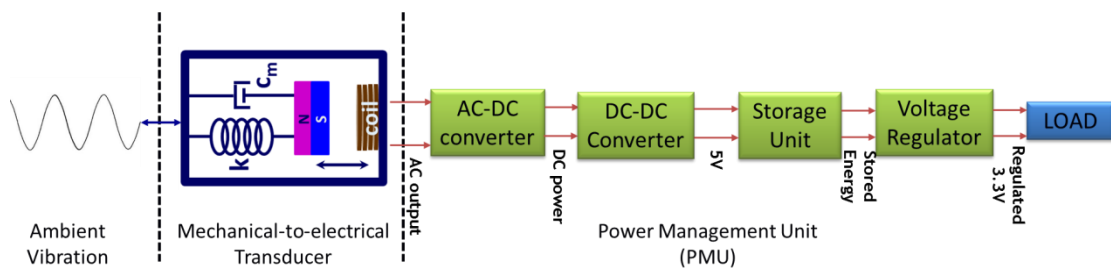 C_m
k
N
S
coil
AC output
AC-DC
converter
DC power
DC-DC
Converter
5V
Storage
Unit
Stored
Energy
Voltage
Regulator
Regulated
3.3V
LOAD
Ambient
Vibration
Mechanical-to-electrical
Transducer
Power Management Unit
(PMU)